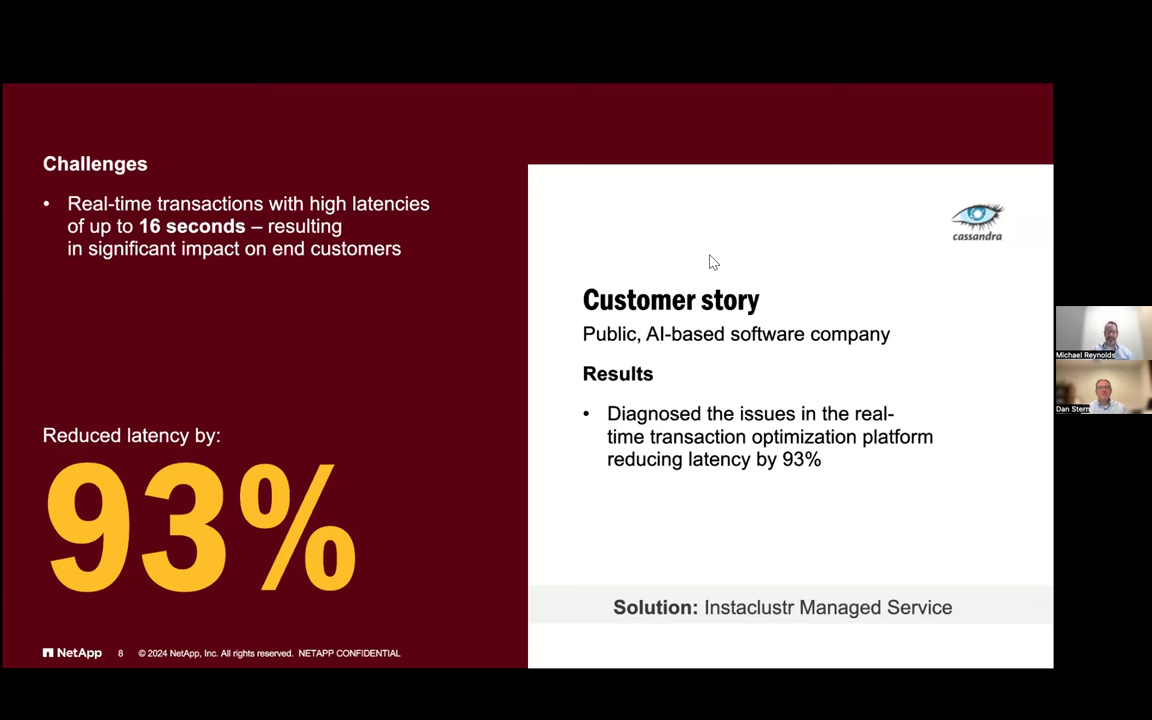 Challenges
• Real-time transactions with high latencies
of up to 16 seconds – resulting
in significant impact on end customers
Reduced latency by:
93%
NetApp 8 © 2024 NetApp, Inc. All rights reserved. NETAPP CONFIDENTIAL
cassandra
Customer story
Public, AI-based software company
Results
• Diagnosed the issues in the real-
time transaction optimization platform
reducing latency by 93%
Solution: Instaclustr Managed Service
Michael Reynolds
Dan Stern